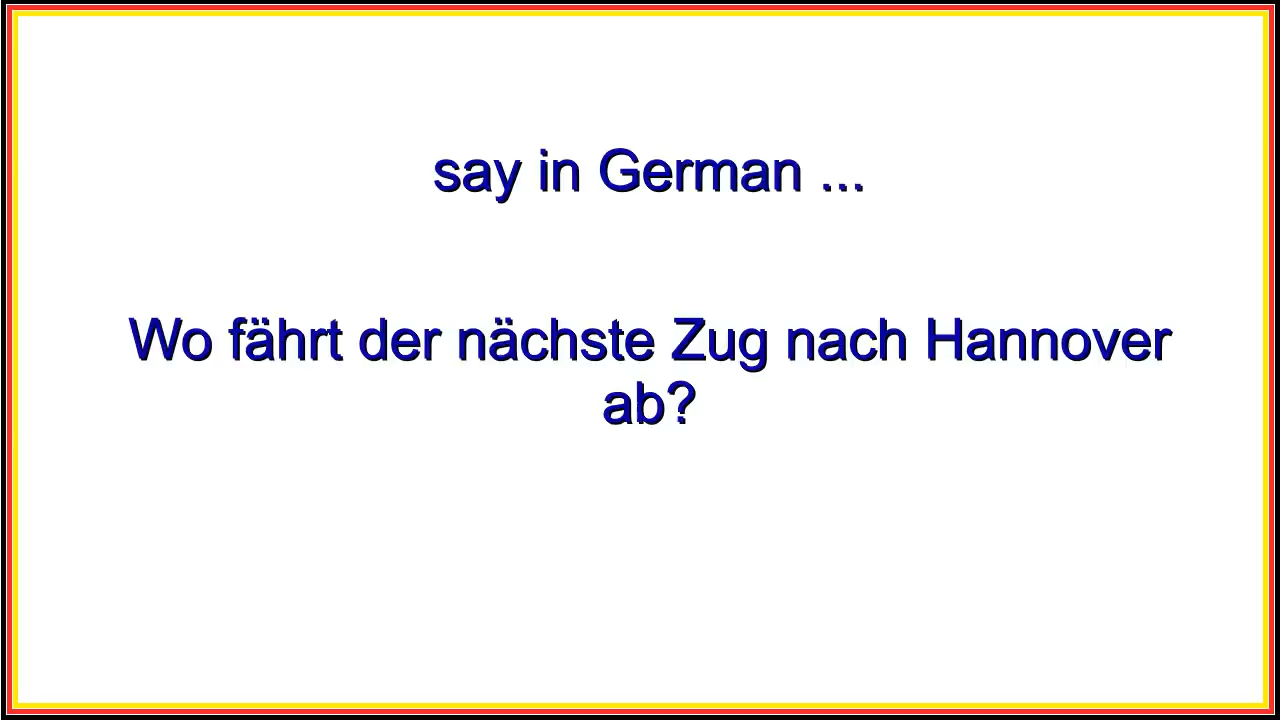 say in German ...
Wo fährt der nächste Zug nach Hannover
ab?